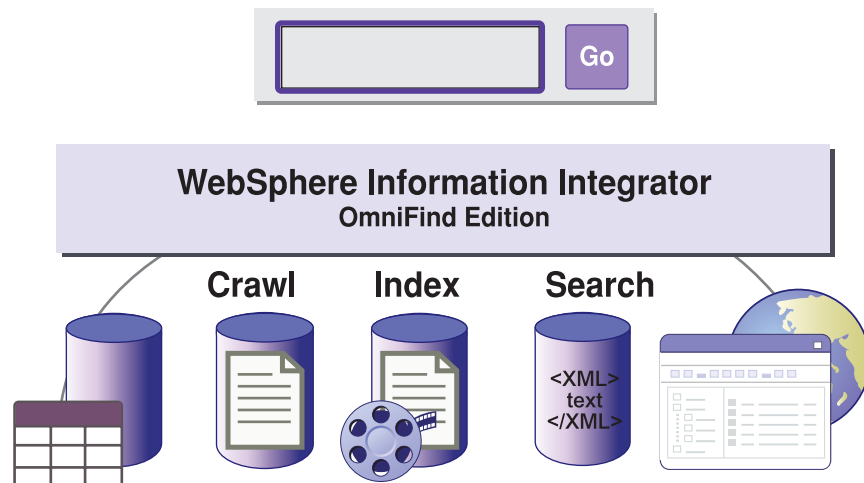 Go
WebSphere Information Integrator
OmniFind Edition
Crawl Index Search
<XML>
text
</XML>